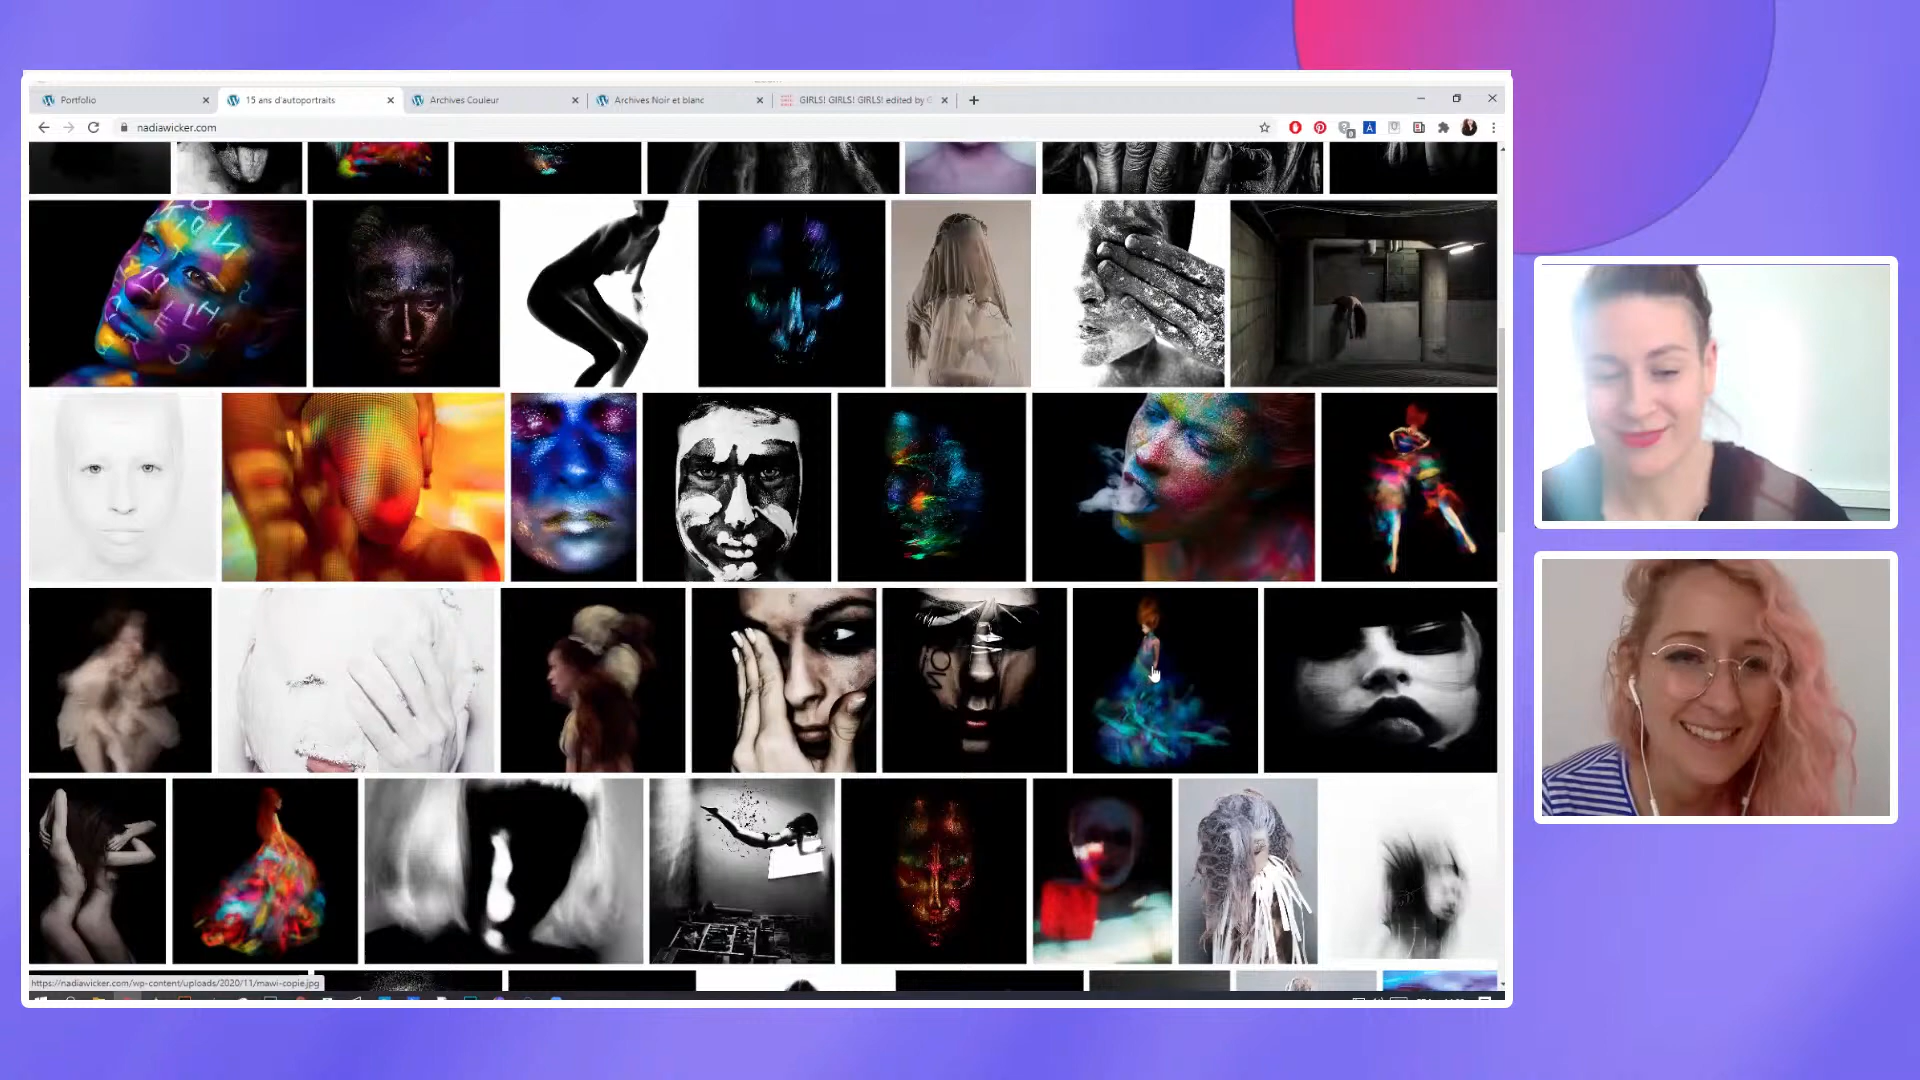 Portfolio
15 ans d'autoportraits
Archives Couleur
Archives Noir et blanc
GIRLS! GIRLS! GIRLS! edited by
nadiawicker.com
NON
https://nadiawicker.com/wp-content/uploads/2020/11/mawi-copie.jpg